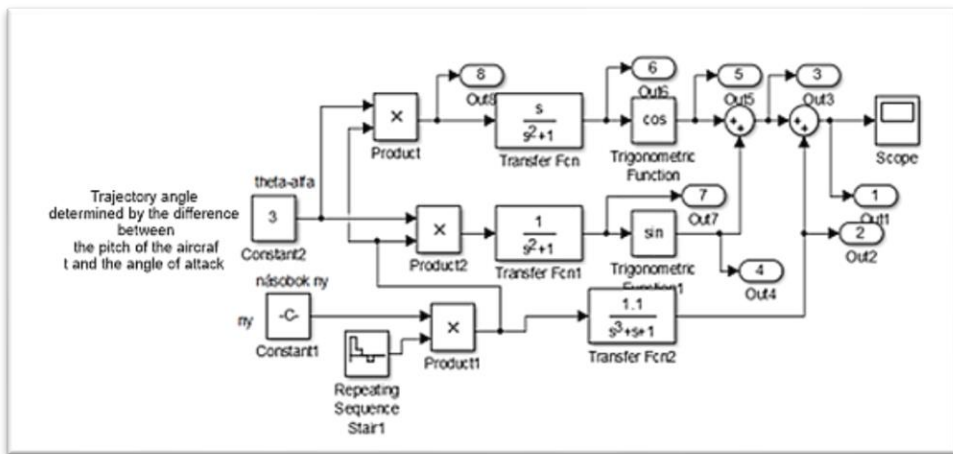 Trajectory angle
determined by the difference
between
the pitch of the aircraf
t and the angle of attack
theta-alfa
3
Constant2
násobok ny
ny
-C-
Constant1
Repeating
Sequence
Stair1
×
Product
×
Product2
×
Product1
8
Out8
s
s²+1
Transfer Fcn
1
s²+1
Transfer Fcn1
1.1
s³+s+1
Transfer Fcn2
6
Out6
cos
Trigonometric
Function
7
Out7
sin
Trigonometric
Function1
5
Out5
4
Out4
+
+
3
Out3
+
+
Scope
1
Out1
2
Out2